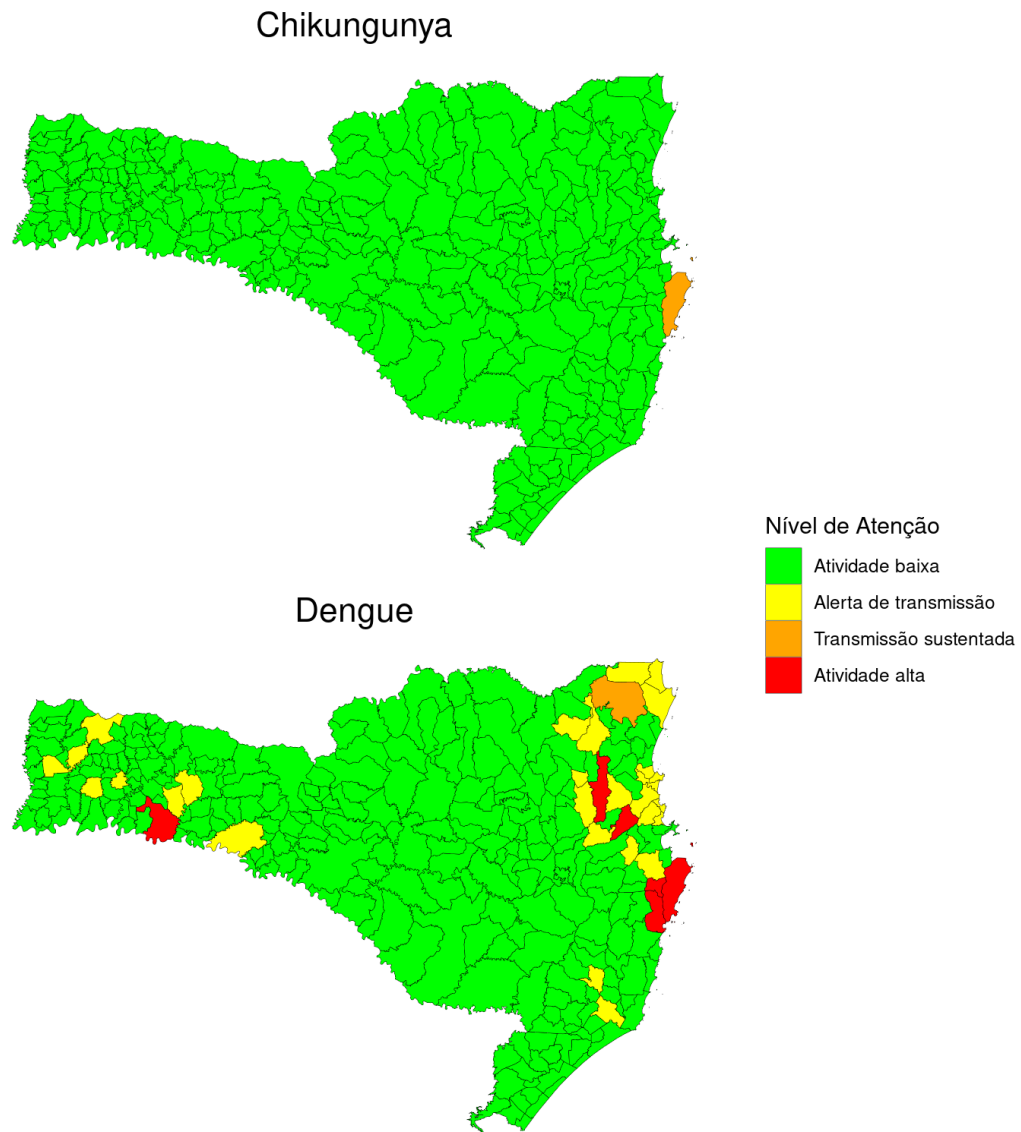 Chikungunya
Nível de Atenção
Atividade baixa
Alerta de transmissão
Transmissão sustentada
Atividade alta
Dengue